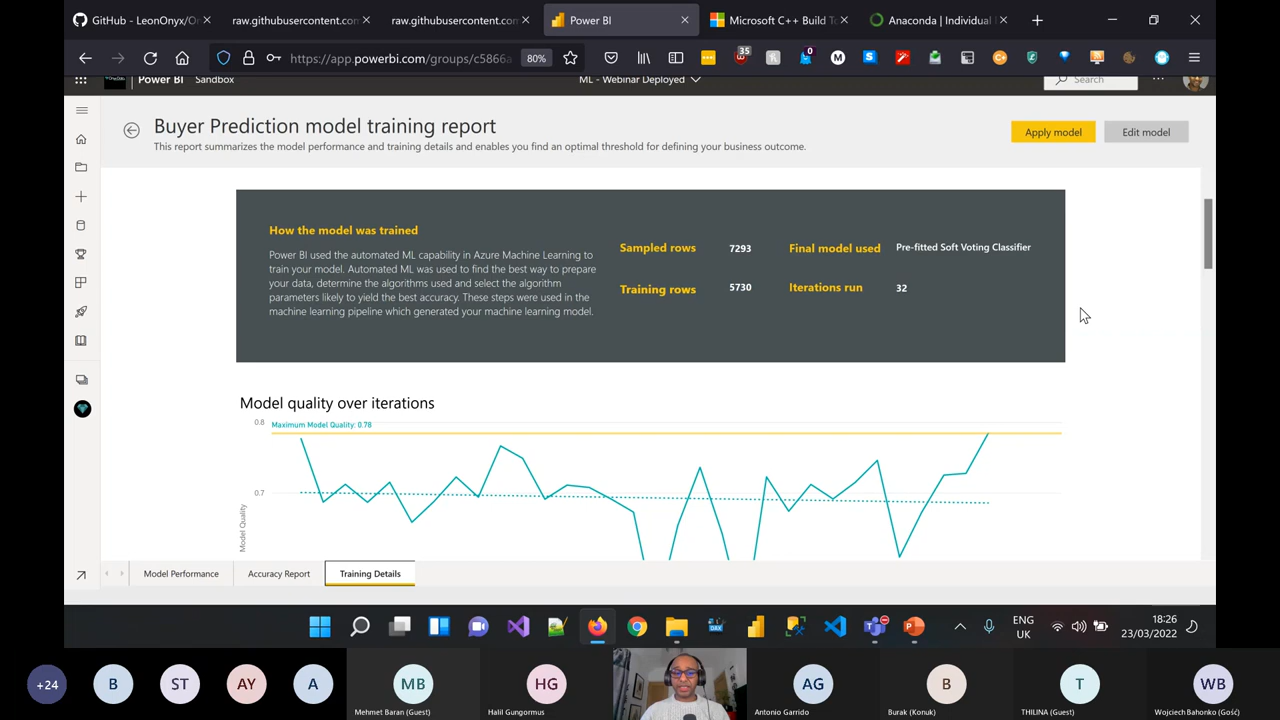 GitHub - LeonOnyx/O
raw.githubusercontent.com
raw.githubusercontent.com
Power BI
Microsoft C++ Build To
Anaconda | Individual
https://app.powerbi.com/groups/c5866a
80%
35
0
Power BI
Sandbox
ML - Webinar Deployed
Search
Buyer Prediction model training report
This report summarizes the model performance and training details and enables you find an optimal threshold for defining your business outcome.
Apply model
Edit model
How the model was trained
Power BI used the automated ML capability in Azure Machine Learning to
train your model. Automated ML was used to find the best way to prepare
your data, determine the algorithms used and select the algorithm
parameters likely to yield the best accuracy. These steps were used in the
machine learning pipeline which generated your machine learning model.
Sampled rows
7293
Final model used
Pre-fitted Soft Voting Classifier
Training rows
5730
Iterations run
32
Model quality over iterations
0.8
Maximum Model Quality: 0.78
0.7
Model Quality
Model Performance
Accuracy Report
Training Details
ENG
UK
18:26
23/03/2022
+24
B
ST
AY
A
MB
HG
AG
B
T
WB
Mehmet Baran (Guest)
Halil Gungormus
Antonio Garrido
Burak (Konuk)
THILINA (Guest)
Wojciech Bahonko (Gość)